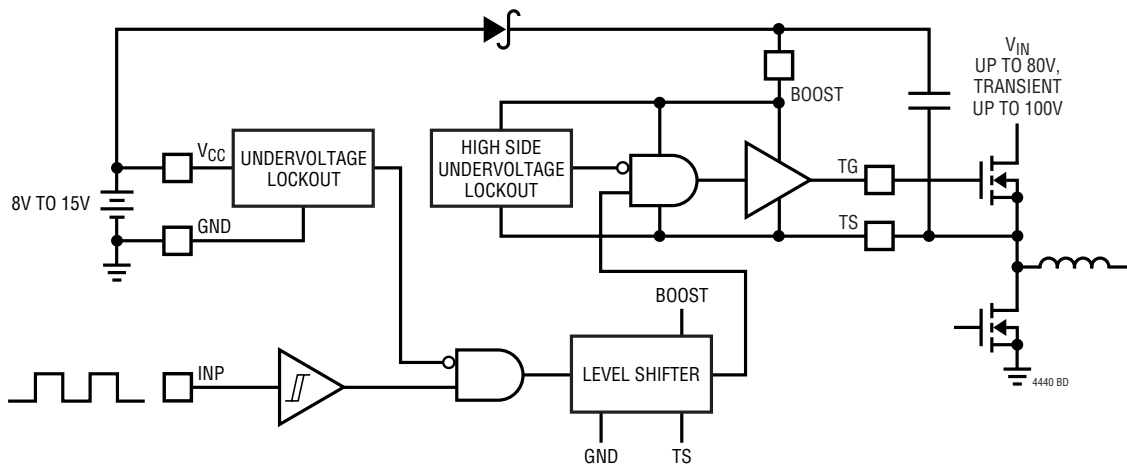 V_IN
UP TO 80V,
TRANSIENT
UP TO 100V
BOOST
V_CC
UNDERVOLTAGE
LOCKOUT
HIGH SIDE
UNDERVOLTAGE
LOCKOUT
TG
8V TO 15V
GND
TS
BOOST
INP
LEVEL SHIFTER
4440 BD
GND
TS